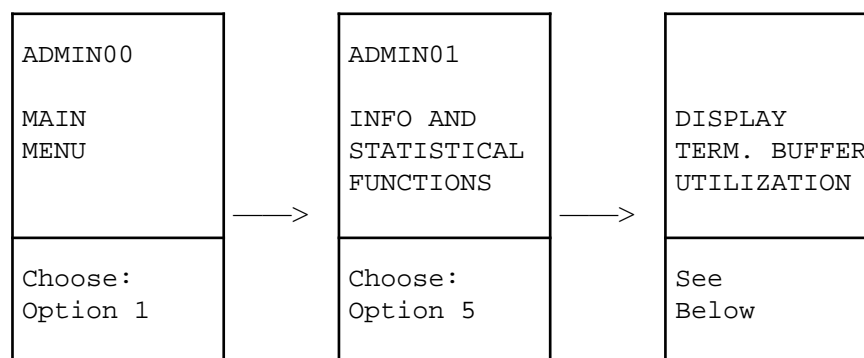 ADMIN00
MAIN
MENU
Choose:
Option 1
ADMIN01
INFO AND
STATISTICAL
FUNCTIONS
Choose:
Option 5
DISPLAY
TERM. BUFFER
UTILIZATION
See
Below